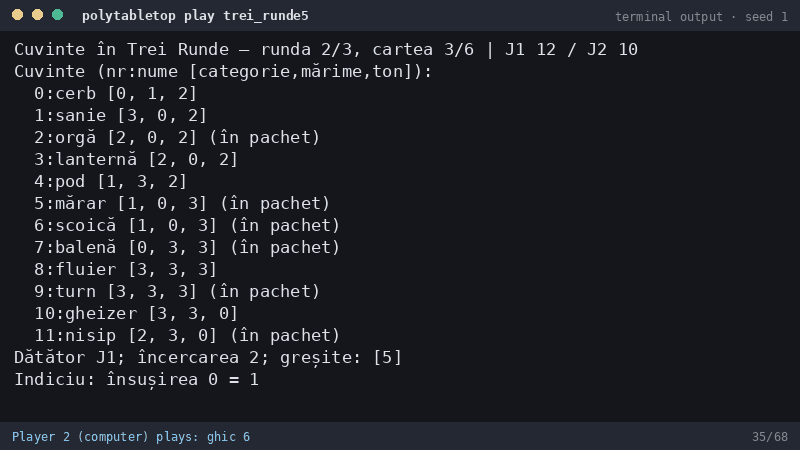 polytabletop play trei_runde5
terminal output · seed 1
Cuvinte în Trei Runde — runda 2/3, cartea 3/6 | J1 12 / J2 10
Cuvinte (nr:nume [categorie,mărime,ton]):
0:cerb [0, 1, 2]
1:sanie [3, 0, 2]
2:orgă [2, 0, 2] (în pachet)
3:lanternă [2, 0, 2]
4:pod [1, 3, 2]
5:mărar [1, 0, 3] (în pachet)
6:scoică [1, 0, 3] (în pachet)
7:balenă [0, 3, 3] (în pachet)
8:fluier [3, 3, 3]
9:turn [3, 3, 3] (în pachet)
10:gheizer [3, 3, 0]
11:nisip [2, 3, 0] (în pachet)
Dătător J1; încercarea 2; greșite: [5]
Indiciu: însușirea 0 = 1
Player 2 (computer) plays: ghic 6
35/68